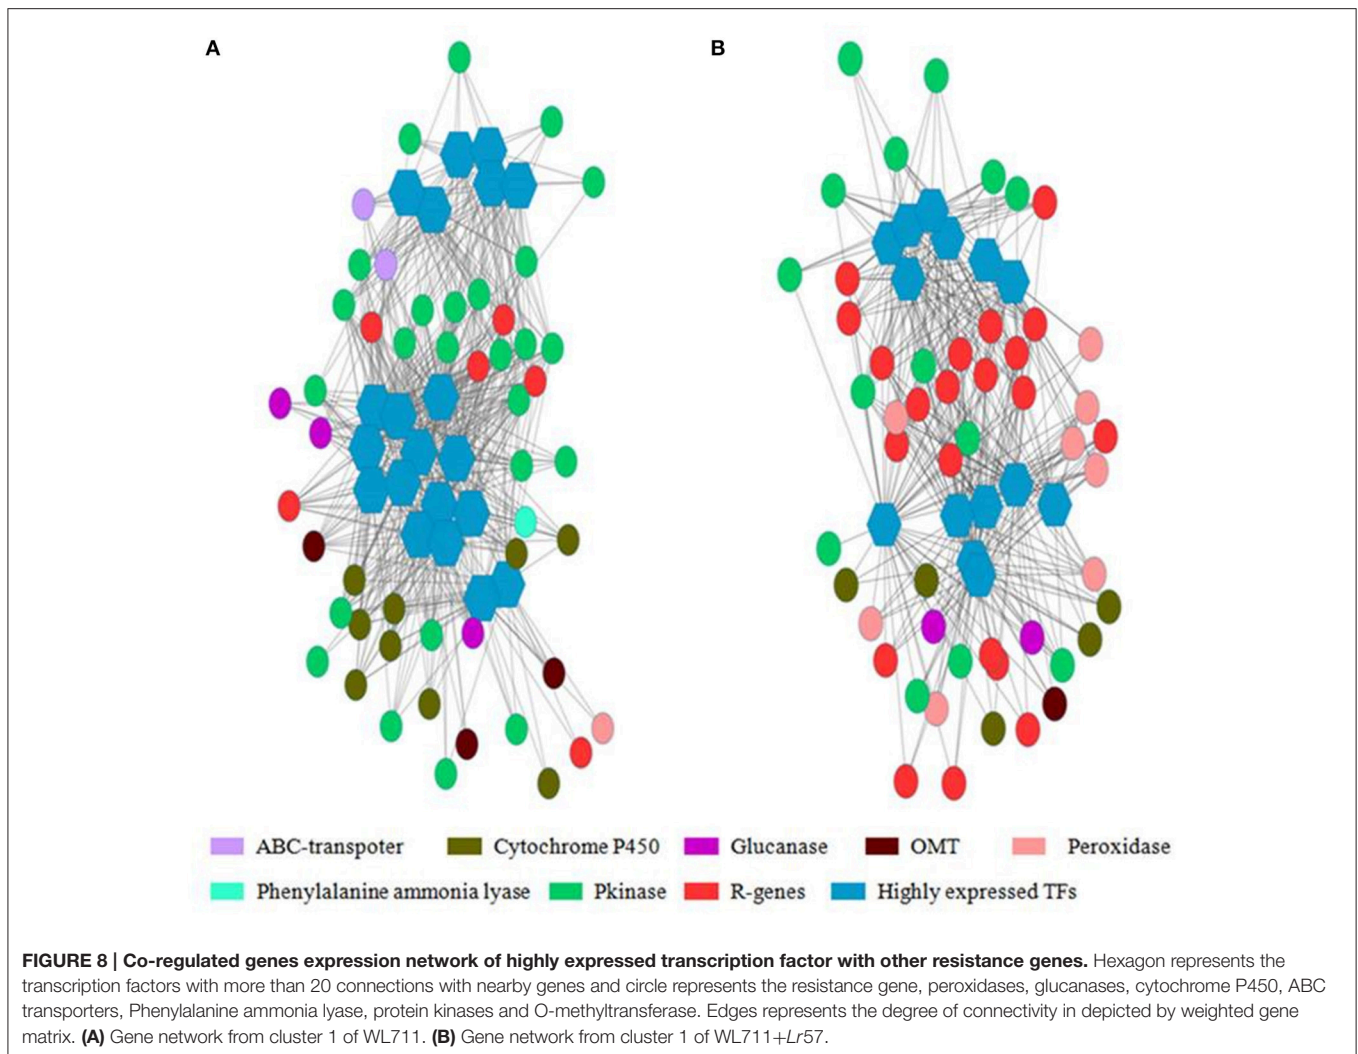 A
B
ABC-transpoter Cytochrome P450 Glucanase OMT Peroxidase
Phenylalanine ammonia lyase Pkinase R-genes Highly expressed TFs
FIGURE 8 | Co-regulated genes expression network of highly expressed transcription factor with other resistance genes. Hexagon represents the
transcription factors with more than 20 connections with nearby genes and circle represents the resistance gene, peroxidases, glucanases, cytochrome P450, ABC
transporters, Phenylalanine ammonia lyase, protein kinases and O-methyltransferase. Edges represents the degree of connectivity in depicted by weighted gene
matrix. (A) Gene network from cluster 1 of WL711. (B) Gene network from cluster 1 of WL711+Lr57.